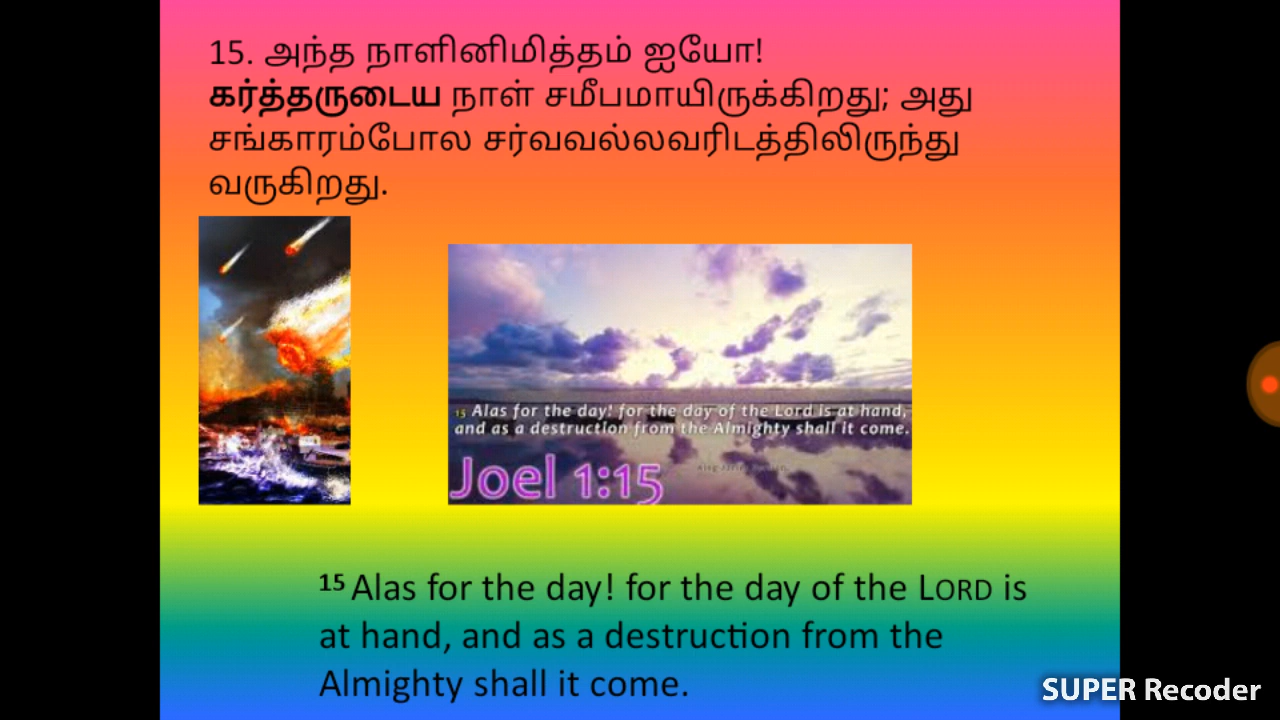 15. அந்த நாளினிமித்தம் ஐயோ!
கர்த்தருடைய நாள் சமீபமாயிருக்கிறது; அது
சங்காரம்போல சர்வவல்லவரிடத்திலிருந்து
வருகிறது.
15 Alas for the day! for the day of the Lord is at hand,
and as a destruction from the Almighty shall it come.
Joel 1:15
15 Alas for the day! for the day of the LORD is
at hand, and as a destruction from the
Almighty shall it come.
SUPER Recoder